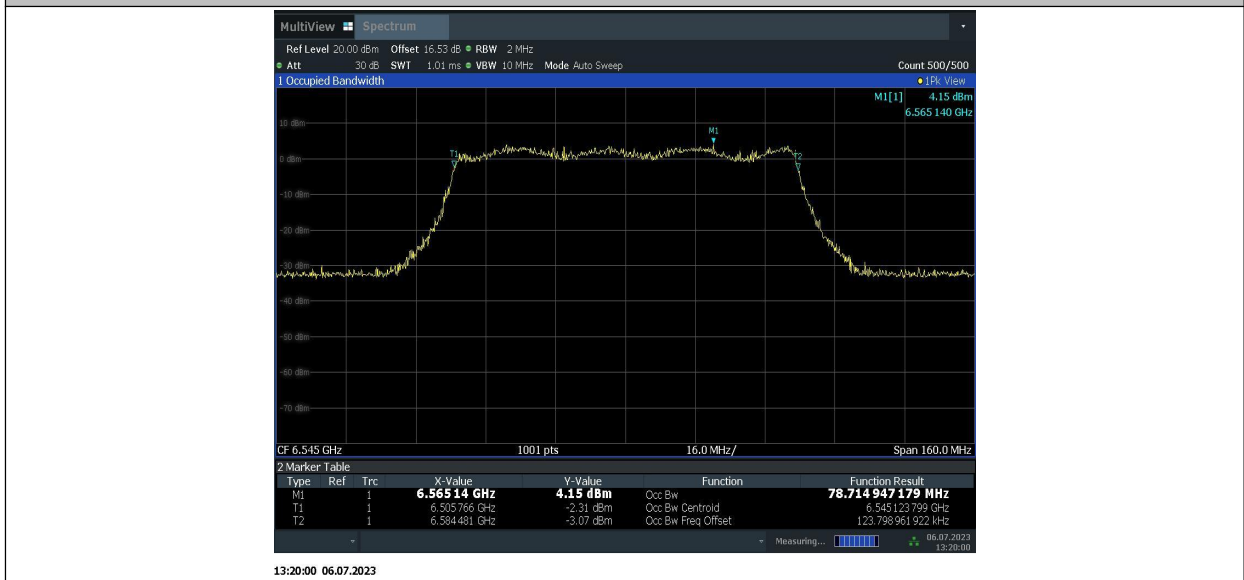 MultiView Spectrum
Ref Level 20.00 dBm Offset 16.53 dB RBW 2 MHz
Att 30 dB SWT 1.01 ms VBW 10 MHz Mode Auto Sweep Count 500/500
1 Occupied Bandwidth 1Pk View
M1[1] 4.15 dBm
6.565 140 GHz
10 dBm
M1
T1
T2
0 dBm
-10 dBm
-20 dBm
-30 dBm
-40 dBm
-50 dBm
-60 dBm
-70 dBm
CF 6.545 GHz 1001 pts 16.0 MHz/ Span 160.0 MHz
2 Marker Table
Type Ref Trc X-Value Y-Value Function Function Result
M1 1 6.565 14 GHz 4.15 dBm Occ Bw 78.714 947 179 MHz
T1 1 6.505 766 GHz -2.31 dBm Occ Bw Centroid 6.545 123 799 GHz
T2 1 6.584 481 GHz -3.07 dBm Occ Bw Freq Offset 123.798 961 922 kHz
Measuring... 06.07.2023
13:20:00
13:20:00 06.07.2023